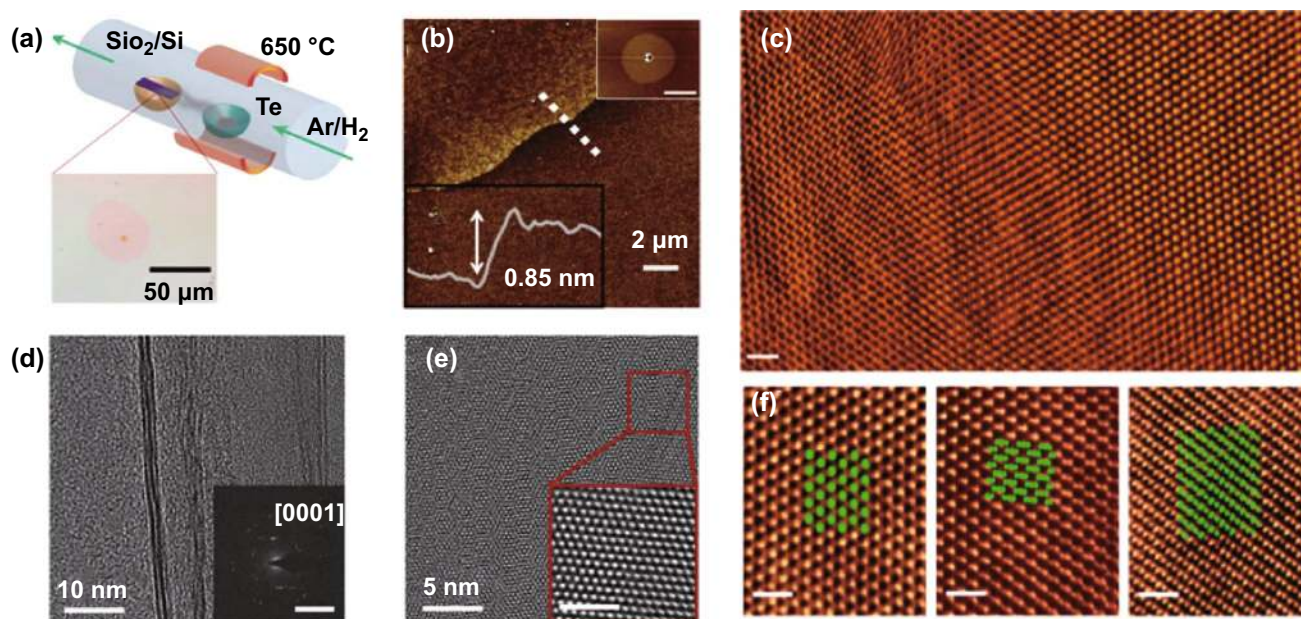 (a)
Sio₂/Si
650 °C
Te
Ar/H₂
50 µm
(b)
0.85 nm
2 µm
(c)
(d)
[0001]
10 nm
(e)
5 nm
(f)